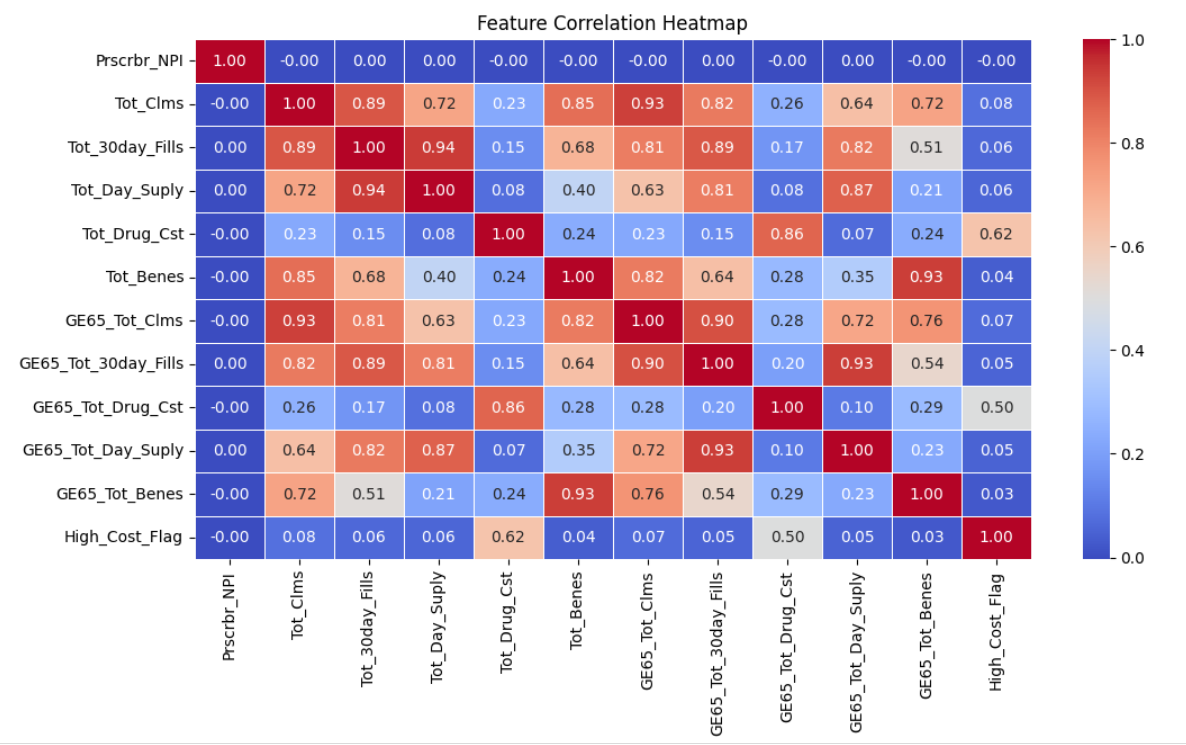 Feature Correlation Heatmap
Prscrbr_NPI 1.00 -0.00 0.00 0.00 -0.00 -0.00 -0.00 0.00 -0.00 0.00 -0.00 -0.00
Tot_Clms -0.00 1.00 0.89 0.72 0.23 0.85 0.93 0.82 0.26 0.64 0.72 0.08
Tot_30day_Fills 0.00 0.89 1.00 0.94 0.15 0.68 0.81 0.89 0.17 0.82 0.51 0.06
Tot_Day_Suply 0.00 0.72 0.94 1.00 0.08 0.40 0.63 0.81 0.08 0.87 0.21 0.06
Tot_Drug_Cst -0.00 0.23 0.15 0.08 1.00 0.24 0.23 0.15 0.86 0.07 0.24 0.62
Tot_Benes -0.00 0.85 0.68 0.40 0.24 1.00 0.82 0.64 0.28 0.35 0.93 0.04
GE65_Tot_Clms -0.00 0.93 0.81 0.63 0.23 0.82 1.00 0.90 0.28 0.72 0.76 0.07
GE65_Tot_30day_Fills 0.00 0.82 0.89 0.81 0.15 0.64 0.90 1.00 0.20 0.93 0.54 0.05
GE65_Tot_Drug_Cst -0.00 0.26 0.17 0.08 0.86 0.28 0.28 0.20 1.00 0.10 0.29 0.50
GE65_Tot_Day_Suply 0.00 0.64 0.82 0.87 0.07 0.35 0.72 0.93 0.10 1.00 0.23 0.05
GE65_Tot_Benes -0.00 0.72 0.51 0.21 0.24 0.93 0.76 0.54 0.29 0.23 1.00 0.03
High_Cost_Flag -0.00 0.08 0.06 0.06 0.62 0.04 0.07 0.05 0.50 0.05 0.03 1.00
Prscrbr_NPI
Tot_Clms
Tot_30day_Fills
Tot_Day_Suply
Tot_Drug_Cst
Tot_Benes
GE65_Tot_Clms
GE65_Tot_30day_Fills
GE65_Tot_Drug_Cst
GE65_Tot_Day_Suply
GE65_Tot_Benes
High_Cost_Flag
1.0
0.8
0.6
0.4
0.2
0.0